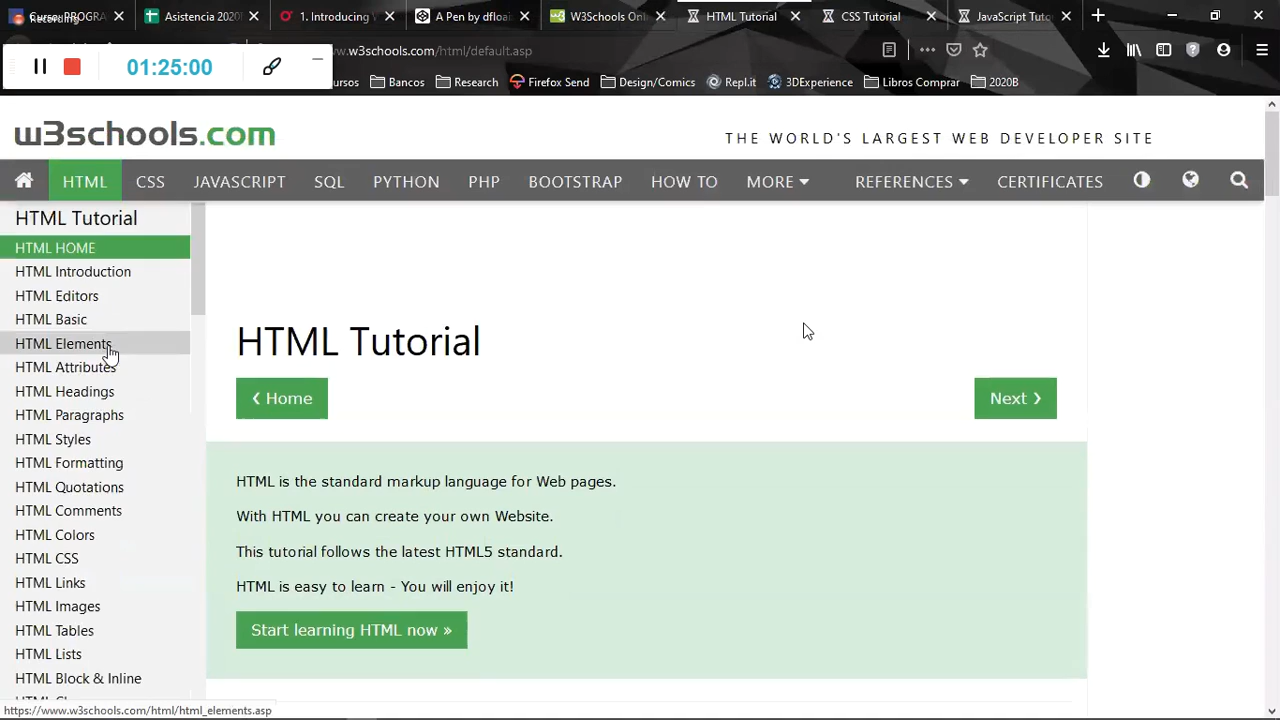 Curso PROGRA
Asistencia 2020
1. Introducing
A Pen by dfloai
W3Schools Onl
HTML Tutorial
CSS Tutorial
JavaScript Tuto
01:25:00
w.w3schools.com/html/default.asp
ursos
Bancos
Research
Firefox Send
Design/Comics
Repl.it
3DExperience
Libros Comprar
2020B
w3schools.com
THE WORLD'S LARGEST WEB DEVELOPER SITE
HTML
CSS
JAVASCRIPT
SQL
PYTHON
PHP
BOOTSTRAP
HOW TO
MORE
REFERENCES
CERTIFICATES
HTML Tutorial
HTML HOME
HTML Introduction
HTML Editors
HTML Basic
HTML Elements
HTML Attributes
HTML Headings
HTML Paragraphs
HTML Styles
HTML Formatting
HTML Quotations
HTML Comments
HTML Colors
HTML CSS
HTML Links
HTML Images
HTML Tables
HTML Lists
HTML Block & Inline
HTML Tutorial
❮ Home
Next ❯
HTML is the standard markup language for Web pages.
With HTML you can create your own Website.
This tutorial follows the latest HTML5 standard.
HTML is easy to learn - You will enjoy it!
Start learning HTML now »
https://www.w3schools.com/html/html_elements.asp